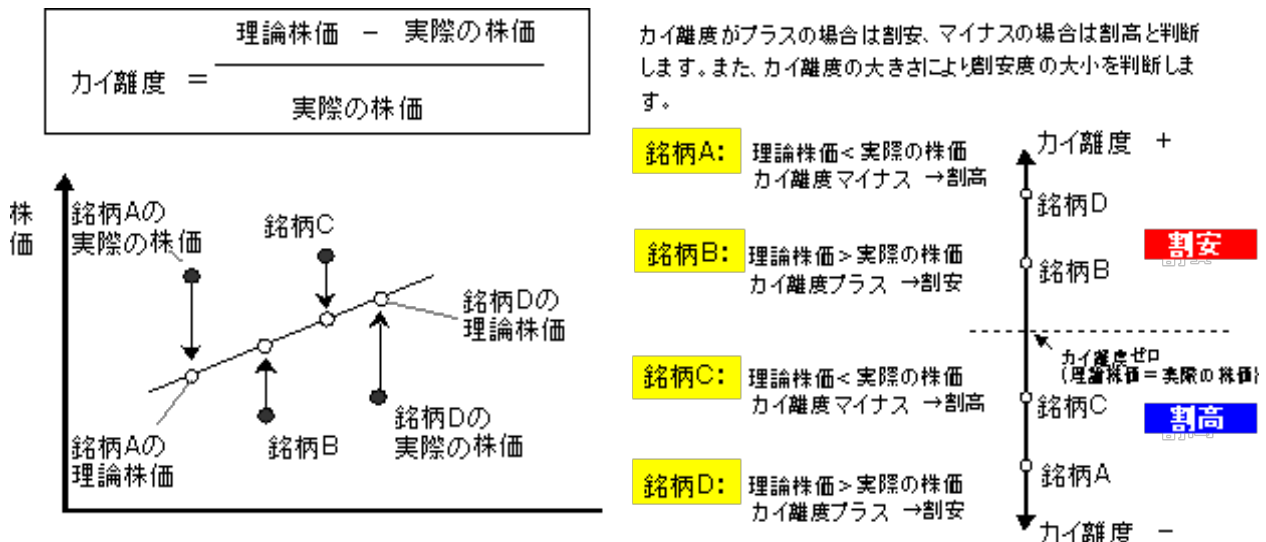 理論株価 － 実際の株価
カイ離度 ＝
実際の株価
株
価
銘柄Aの
実際の株価
銘柄C
銘柄Dの
理論株価
銘柄Aの
理論株価
銘柄B
銘柄Dの
実際の株価
カイ離度がプラスの場合は割安、マイナスの場合は割高と判断
します。また、カイ離度の大きさにより割安度の大小を判断しま
す。
銘柄A:
理論株価＜実際の株価
カイ離度マイナス →割高
銘柄B:
理論株価＞実際の株価
カイ離度プラス →割安
銘柄C:
理論株価＜実際の株価
カイ離度マイナス →割高
銘柄D:
理論株価＞実際の株価
カイ離度プラス →割安
カイ離度 ＋
銘柄D
割安
銘柄B
カイ離度ゼロ
(理論株価＝実際の株価)
銘柄C
割高
銘柄A
カイ離度 －